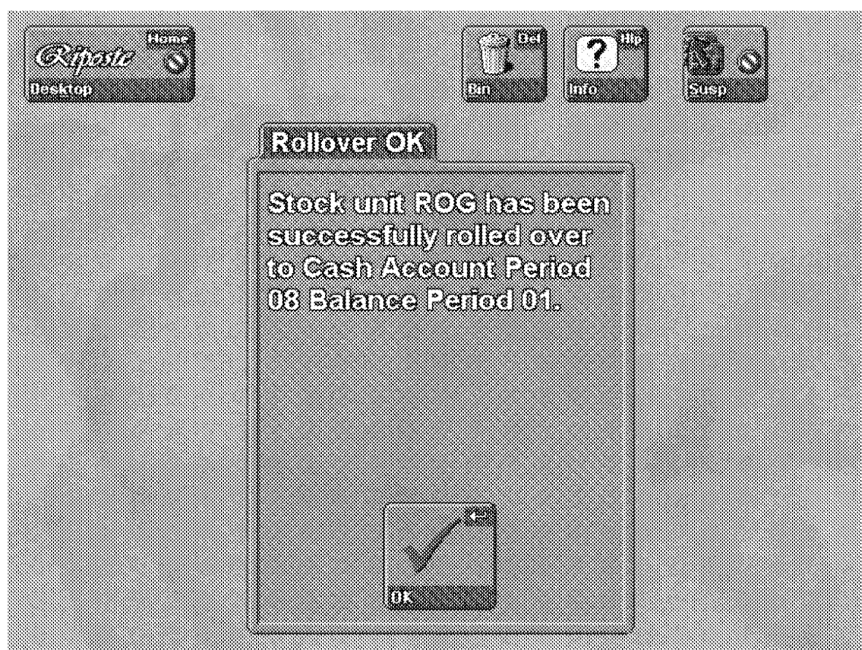 Riposte Home
Desktop
Del
Bin
Hlp
? Info
Susp
Rollover OK
Stock unit ROG has been
successfully rolled over
to Cash Account Period
08 Balance Period 01.
OK